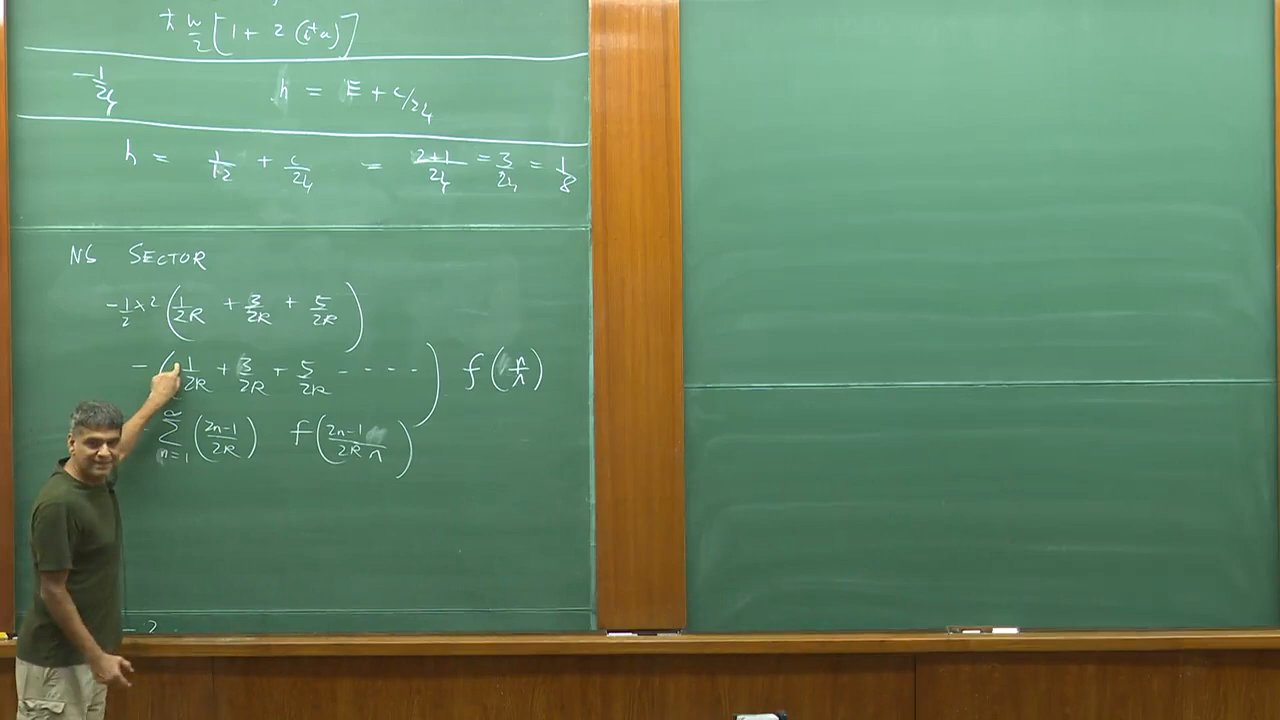 ± ħ/2 [1 + 2 (b†a)]
-1/24 h = E + c/24
h = 1/12 + c/24 = 2+1/24 = 3/24 = 1/8
NS SECTOR
-1/2 × 2 (1/2R + 3/2R + 5/2R)
- (1/2R + 3/2R + 5/2R - - - -) f(n/Λ)
- ∑_{n=1}^{∞} (2n-1/2R) f(2n-1/2RΛ))